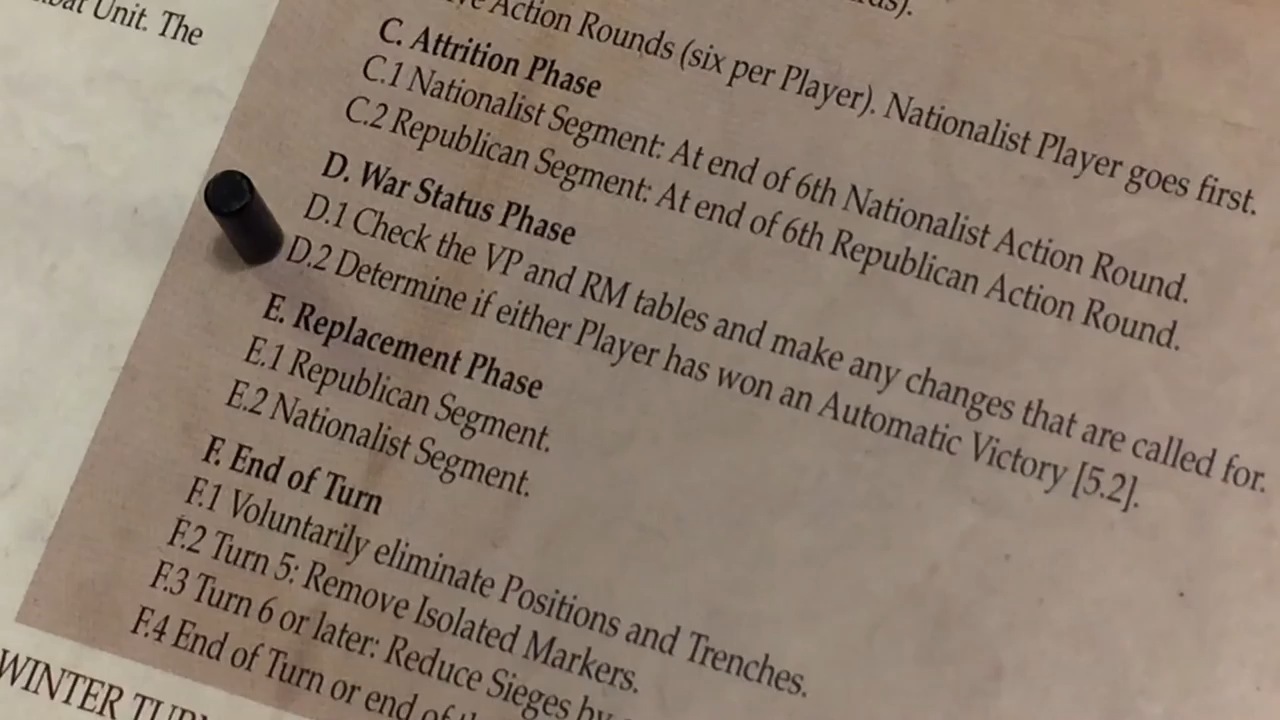 Unit. The
Action Rounds (six per Player). Nationalist Player goes first.
C. Attrition Phase
C.1 Nationalist Segment: At end of 6th Nationalist Action Round.
C.2 Republican Segment: At end of 6th Republican Action Round.
D. War Status Phase
D.1 Check the VP and RM tables and make any changes that are called for.
D.2 Determine if either Player has won an Automatic Victory [5.2].
E. Replacement Phase
E.1 Republican Segment.
E.2 Nationalist Segment.
F. End of Turn
F.1 Voluntarily eliminate Positions and Trenches.
F.2 Turn 5: Remove Isolated Markers.
F.3 Turn 6 or later: Reduce Sieges by
F.4 End of Turn or end of
WINTER